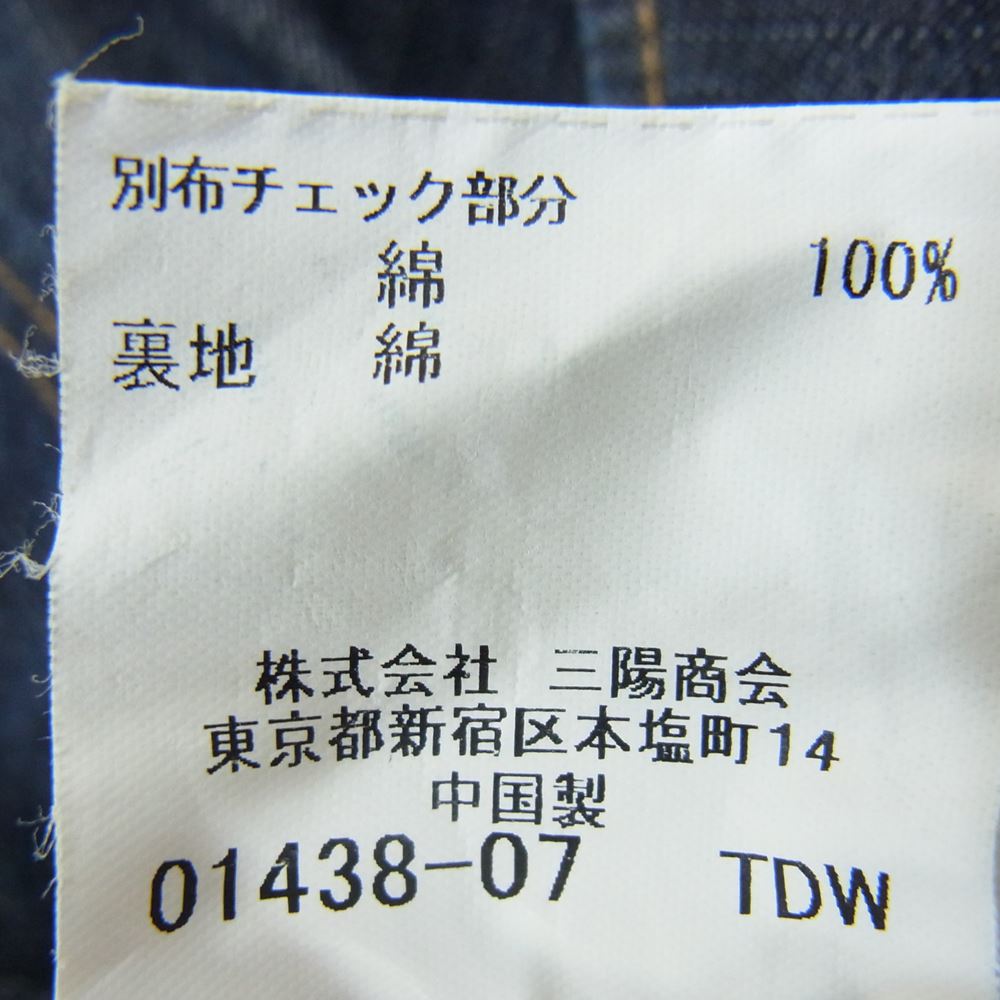 別布チェック部分
綿 100%
裏地 綿
株式会社 三陽商会
東京都新宿区本塩町14
中国製
01438-07 TDW